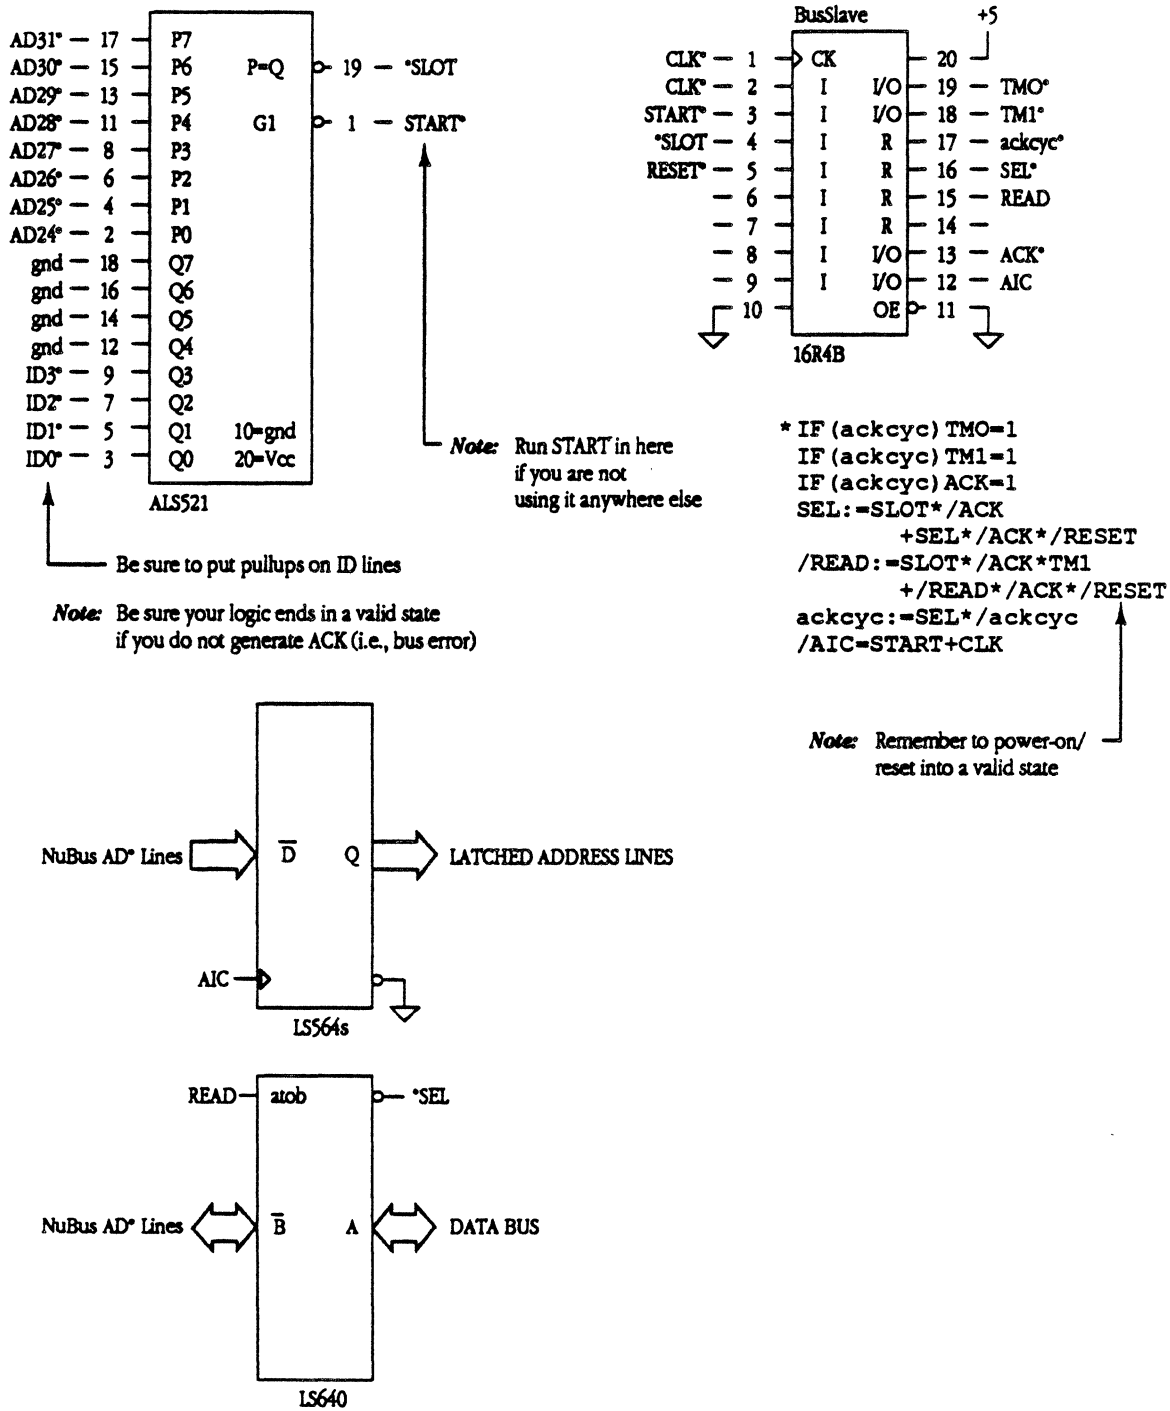 AD31* 17 P7
AD30* 15 P6 P=Q 19 *SLOT
AD29* 13 P5
AD28* 11 P4 G1 1 START*
AD27* 8 P3
AD26* 6 P2
AD25* 4 P1
AD24* 2 P0
gnd 18 Q7
gnd 16 Q6
gnd 14 Q5
gnd 12 Q4
ID3* 9 Q3
ID2* 7 Q2
ID1* 5 Q1 10=gnd
ID0* 3 Q0 20=Vcc
ALS521
Note: Run START in here
if you are not
using it anywhere else
Be sure to put pullups on ID lines
Note: Be sure your logic ends in a valid state
if you do not generate ACK (i.e., bus error)
BusSlave +5
CLK* 1 CK 20
CLK* 2 I I/O 19 TMO*
START* 3 I I/O 18 TM1*
*SLOT 4 I R 17 ackcyc*
RESET* 5 I R 16 SEL*
6 I R 15 READ
7 I R 14
8 I I/O 13 ACK*
9 I I/O 12 AIC
10 OE 11
16R4B
*IF(ackcyc)TMO=1
IF(ackcyc)TM1=1
IF(ackcyc)ACK=1
SEL:=SLOT*/ACK
+SEL*/ACK*/RESET
/READ:=SLOT*/ACK*TM1
+/READ*/ACK*/RESET
ackcyc:=SEL*/ackcyc
/AIC=START+CLK
Note: Remember to power-on/
reset into a valid state
NuBus AD* Lines D Q LATCHED ADDRESS LINES
AIC
LS564s
READ atob *SEL
NuBus AD* Lines B A DATA BUS
LS640